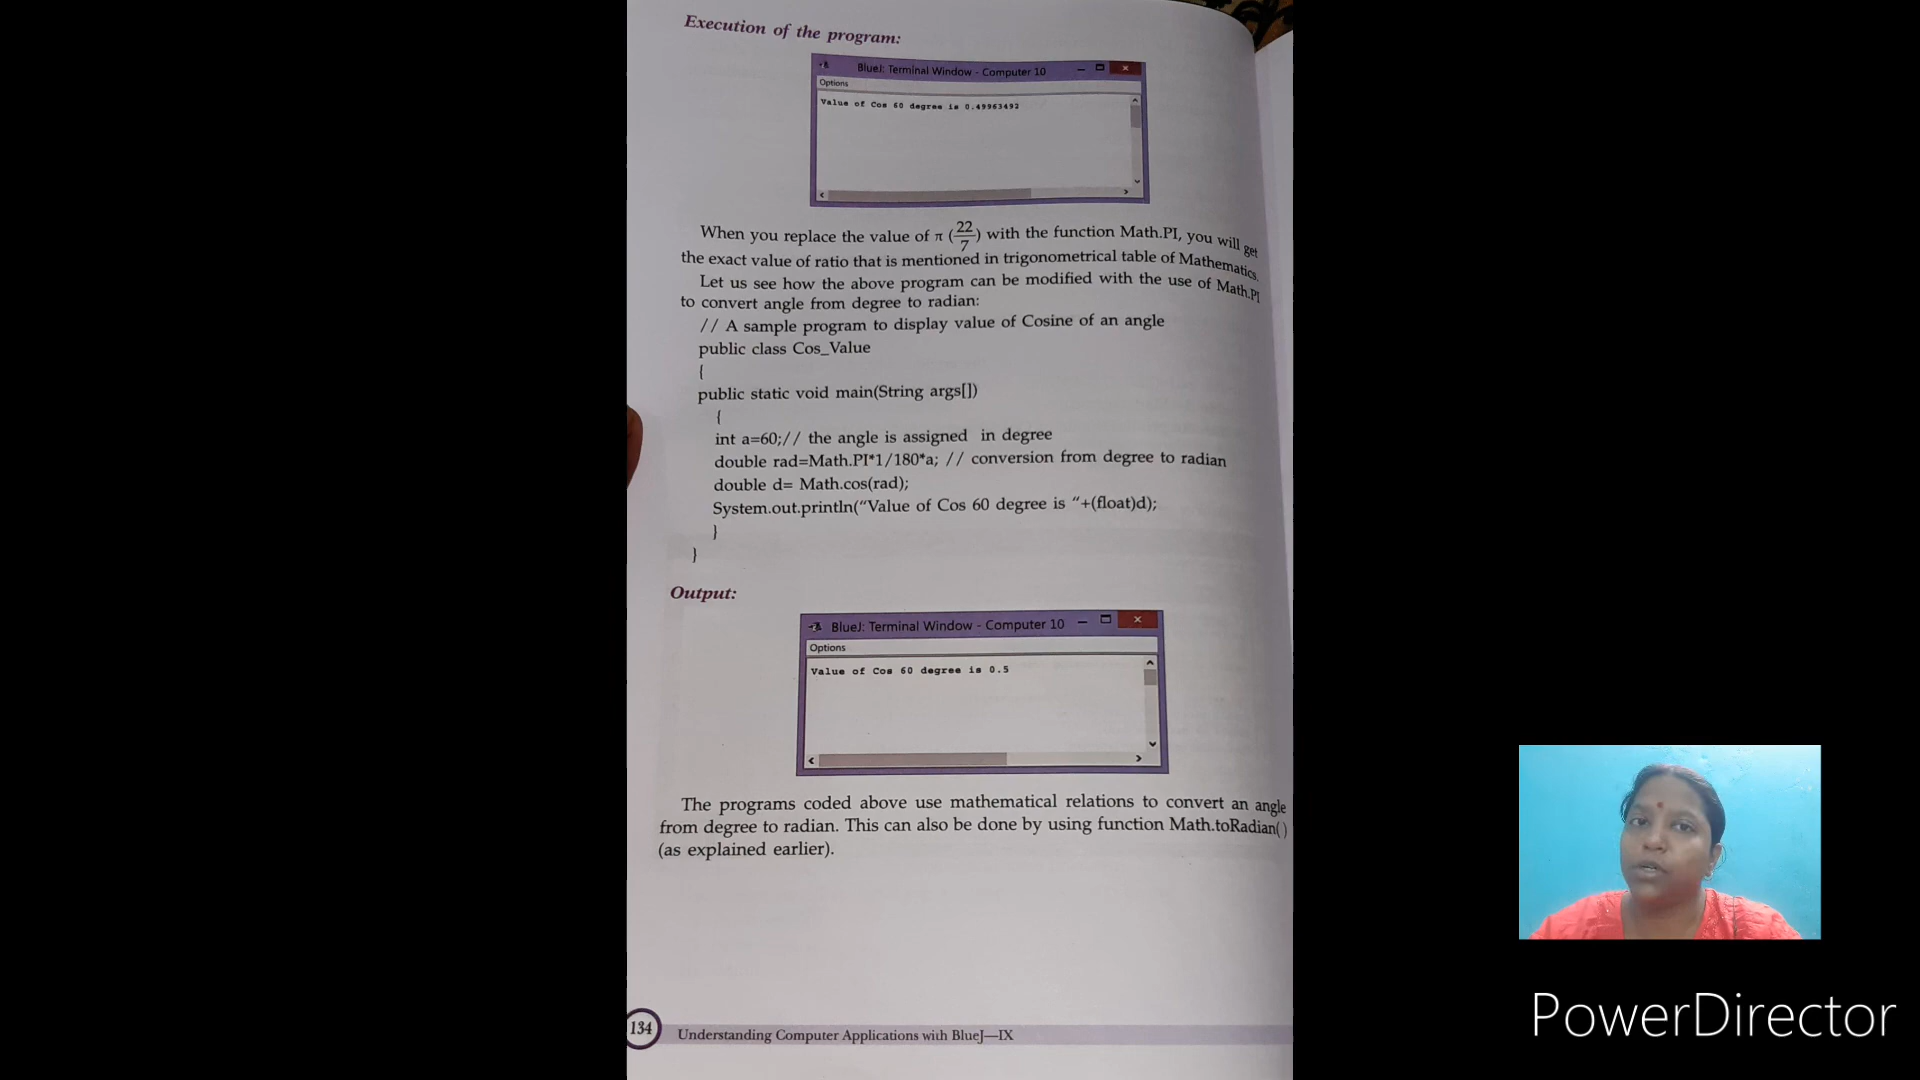 Execution of the program:
BlueJ: Terminal Window - Computer 10
Options
Value of Cos 60 degree is 0.49963492
When you replace the value of π (22/7) with the function Math.PI, you will get
the exact value of ratio that is mentioned in trigonometrical table of Mathematics.
Let us see how the above program can be modified with the use of Math.PI
to convert angle from degree to radian:
// A sample program to display value of Cosine of an angle
public class Cos_Value
{
public static void main(String args[])
{
int a=60;// the angle is assigned in degree
double rad=Math.PI*1/180*a; // conversion from degree to radian
double d= Math.cos(rad);
System.out.println(“Value of Cos 60 degree is “+(float)d);
}
}
Output:
BlueJ: Terminal Window - Computer 10
Options
Value of Cos 60 degree is 0.5
The programs coded above use mathematical relations to convert an angle
from degree to radian. This can also be done by using function Math.toRadian()
(as explained earlier).
134
Understanding Computer Applications with BlueJ—IX
PowerDirector